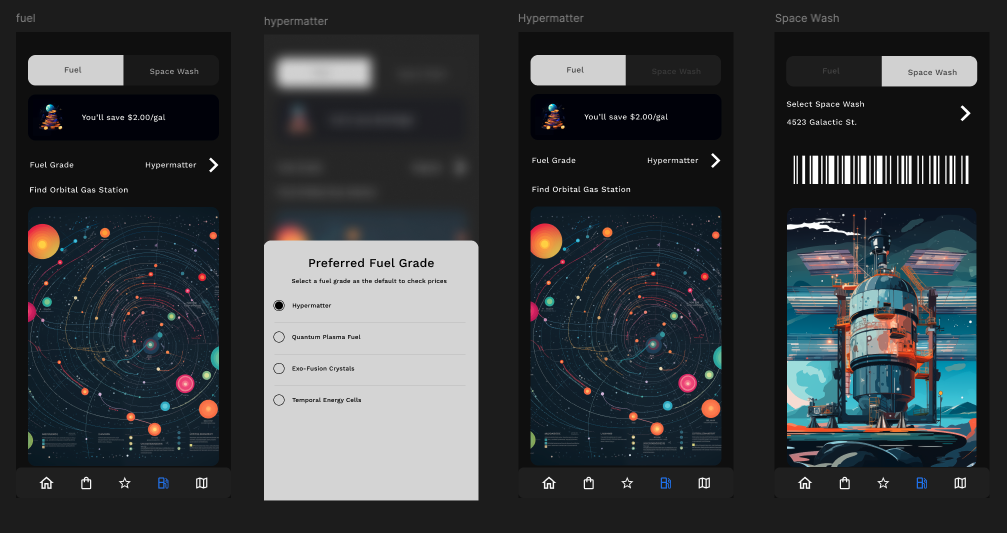 fuel
Fuel
Space Wash
You'll save $2.00/gal
Fuel Grade
Hypermatter
Find Orbital Gas Station
hypermatter
Preferred Fuel Grade
Select a fuel grade as the default to check prices
Hypermatter
Quantum Plasma Fuel
Exo-Fusion Crystals
Temporal Energy Cells
Hypermatter
Fuel
Space Wash
You'll save $2.00/gal
Fuel Grade
Hypermatter
Find Orbital Gas Station
Space Wash
Fuel
Space Wash
Select Space Wash
4523 Galactic St.